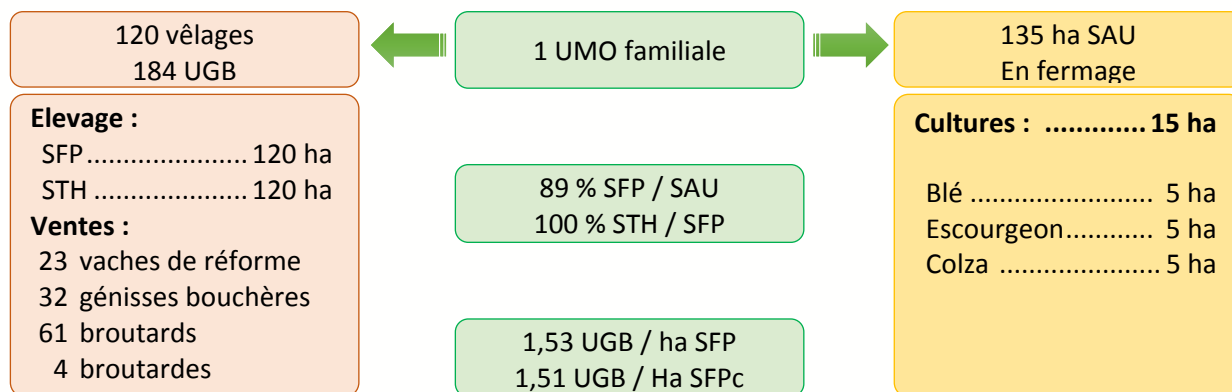 120 vêlages
184 UGB
1 UMO familiale
135 ha SAU
En fermage
Elevage :
SFP...................... 120 ha
STH ..................... 120 ha
Ventes :
23 vaches de réforme
32 génisses bouchères
61 broutards
4 broutardes
89 % SFP / SAU
100 % STH / SFP
1,53 UGB / ha SFP
1,51 UGB / Ha SFPc
Cultures : ............. 15 ha
Blé ..................... 5 ha
Escourgeon............ 5 ha
Colza .................. 5 ha